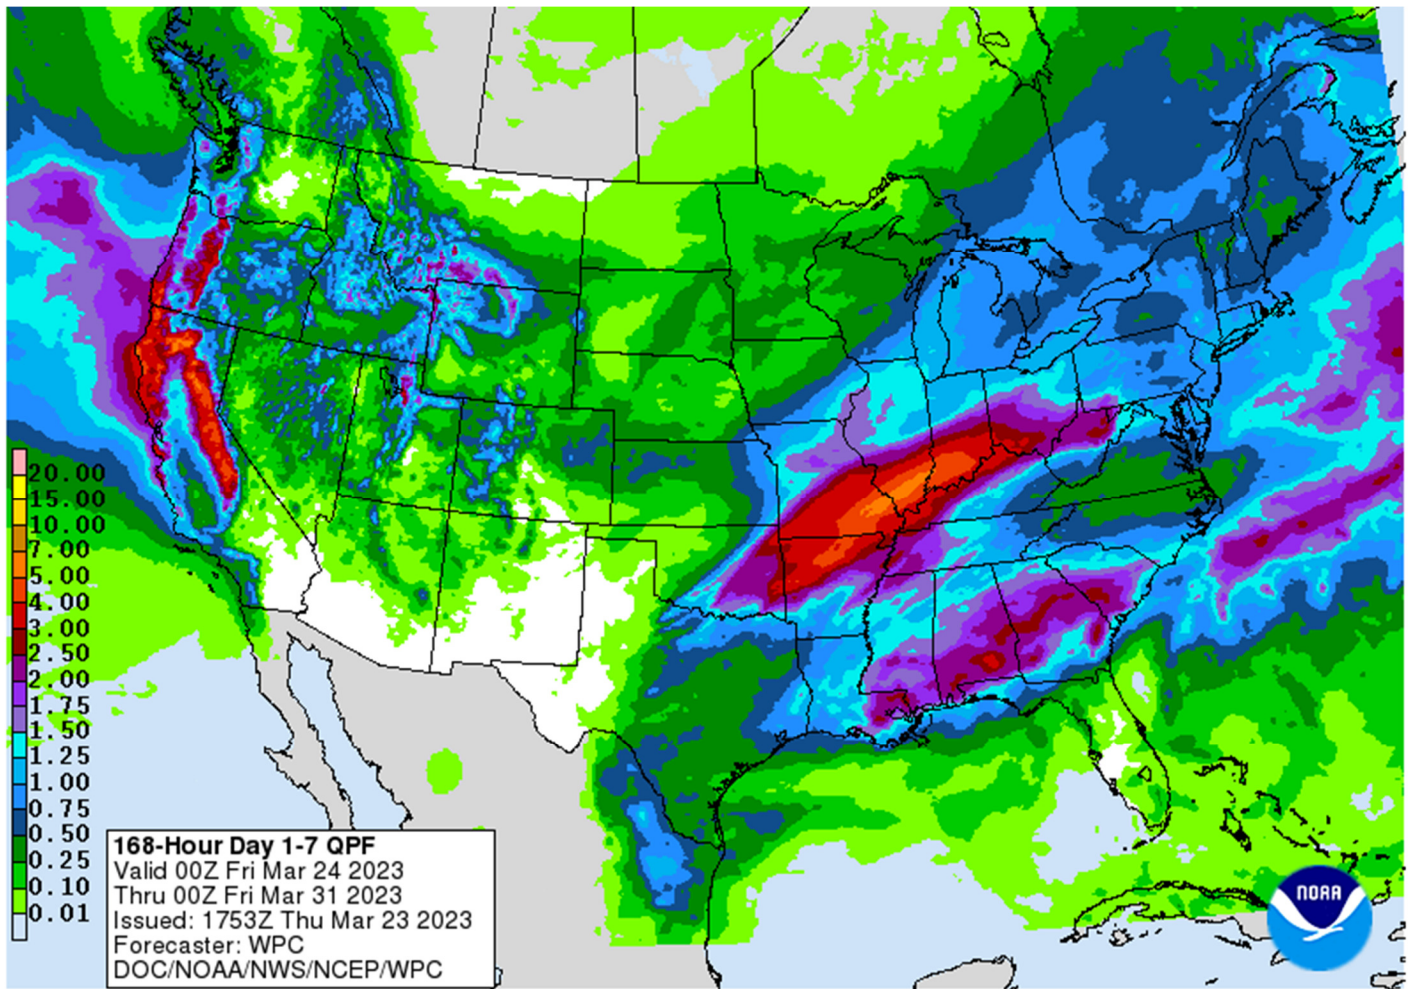 20.00
15.00
10.00
7.00
5.00
4.00
3.00
2.50
2.00
1.75
1.50
1.25
1.00
0.75
0.50
0.25
0.10
0.01
168-Hour Day 1-7 QPF
Valid 00Z Fri Mar 24 2023
Thru 00Z Fri Mar 31 2023
Issued: 1753Z Thu Mar 23 2023
Forecaster: WPC
DOC/NOAA/NWS/NCEP/WPC
NOAA